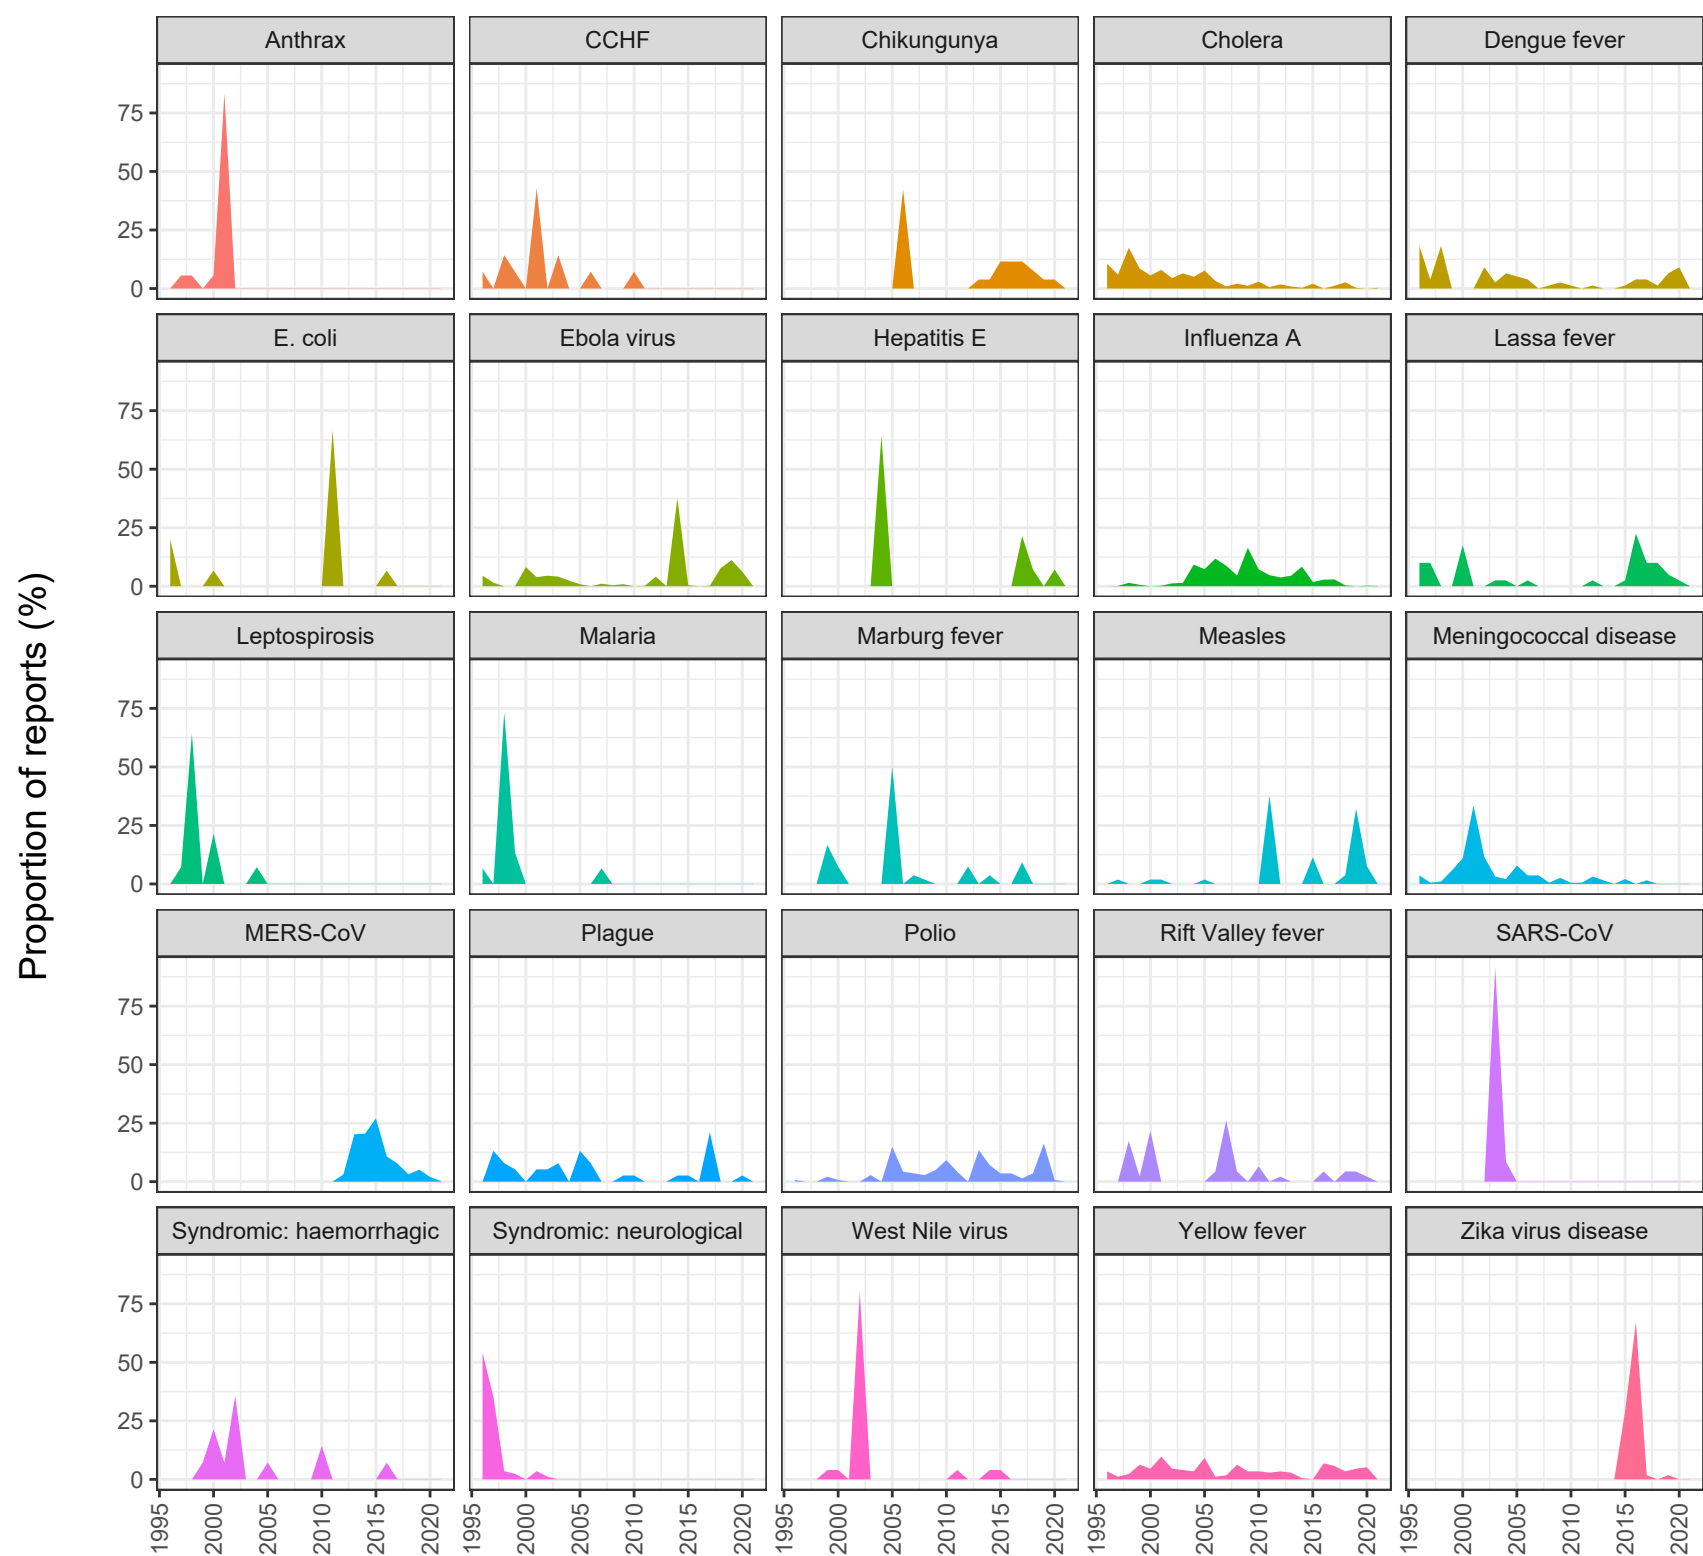 Anthrax CCHF Chikungunya Cholera Dengue fever
75
50
25
0
E. coli Ebola virus Hepatitis E Influenza A Lassa fever
75
50
25
0
Leptospirosis Malaria Marburg fever Measles Meningococcal disease
75
50
25
0
MERS-CoV Plague Polio Rift Valley fever SARS-CoV
75
50
25
0
Syndromic: haemorrhagic Syndromic: neurological West Nile virus Yellow fever Zika virus disease
75
50
25
0
1995 2000 2005 2010 2015 2020 1995 2000 2005 2010 2015 2020 1995 2000 2005 2010 2015 2020 1995 2000 2005 2010 2015 2020 1995 2000 2005 2010 2015 2020
Proportion of reports (%)